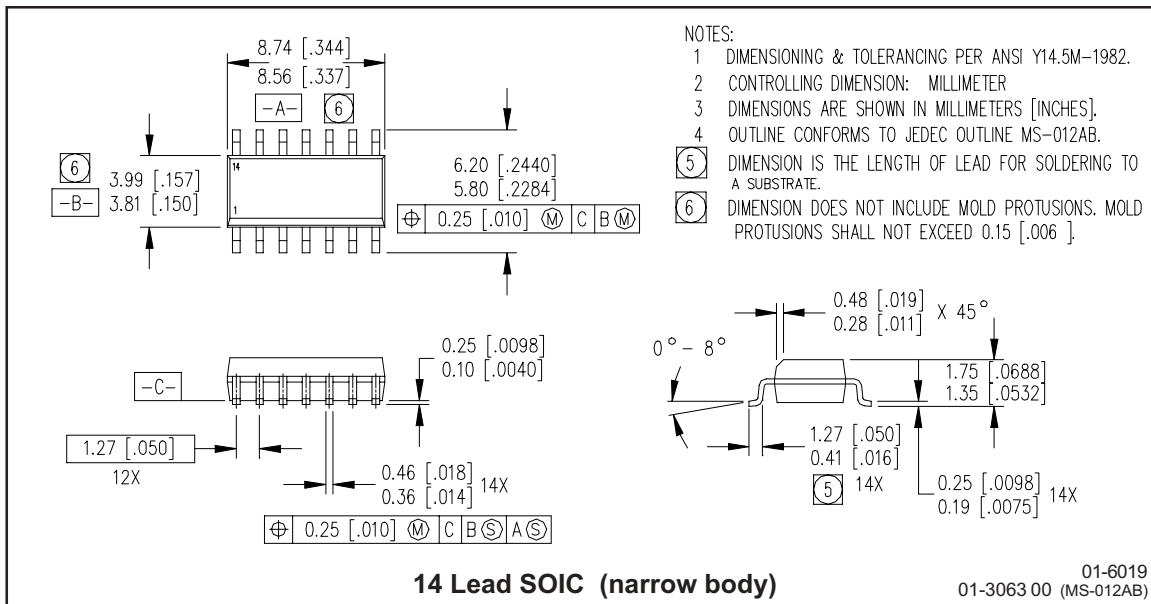 8.74 [.344]
8.56 [.337]
-A- 6
6
3.99 [.157]
3.81 [.150]
-B-
14
1
6.20 [.2440]
5.80 [.2284]
⌖ 0.25 [.010] Ⓜ C B Ⓜ
NOTES:
1 DIMENSIONING & TOLERANCING PER ANSI Y14.5M-1982.
2 CONTROLLING DIMENSION: MILLIMETER
3 DIMENSIONS ARE SHOWN IN MILLIMETERS [INCHES].
4 OUTLINE CONFORMS TO JEDEC OUTLINE MS-012AB.
5 DIMENSION IS THE LENGTH OF LEAD FOR SOLDERING TO
A SUBSTRATE.
6 DIMENSION DOES NOT INCLUDE MOLD PROTUSIONS. MOLD
PROTUSIONS SHALL NOT EXCEED 0.15 [.006 ].
-C-
0.25 [.0098]
0.10 [.0040]
1.27 [.050]
12X
0.46 [.018]
0.36 [.014]
14X
⌖ 0.25 [.010] Ⓜ C B Ⓢ A Ⓢ
0.48 [.019]
0.28 [.011]
X 45°
0°- 8°
1.75 [.0688]
1.35 [.0532]
1.27 [.050]
0.41 [.016]
5 14X
0.25 [.0098]
0.19 [.0075]
14X
14 Lead SOIC (narrow body)
01-6019
01-3063 00 (MS-012AB)